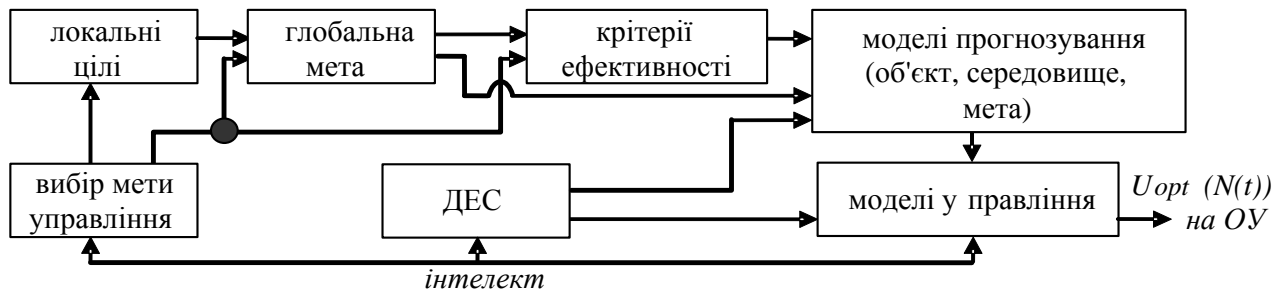 локальні
цілі
глобальна
мета
крітерії
ефективності
моделі прогнозування
(об'єкт, середовище,
мета)
вибір мети
управління
ДЕС
моделі у правління
Uopt (N(t))
на ОУ
інтелект